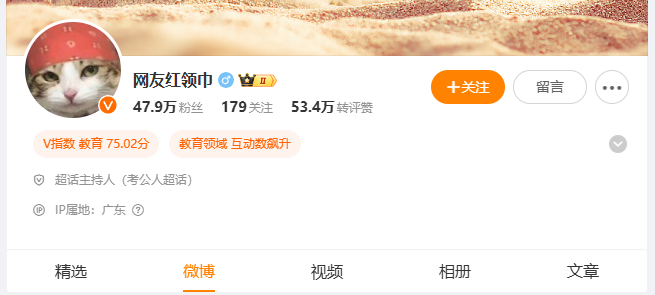 网友红领巾 II
47.9万粉丝 179关注 53.4万转评赞
+关注 留言
V指数 教育 75.02分 教育领域 互动数飙升
超话主持人（考公人超话）
IP属地：广东
精选 微博 视频 相册 文章